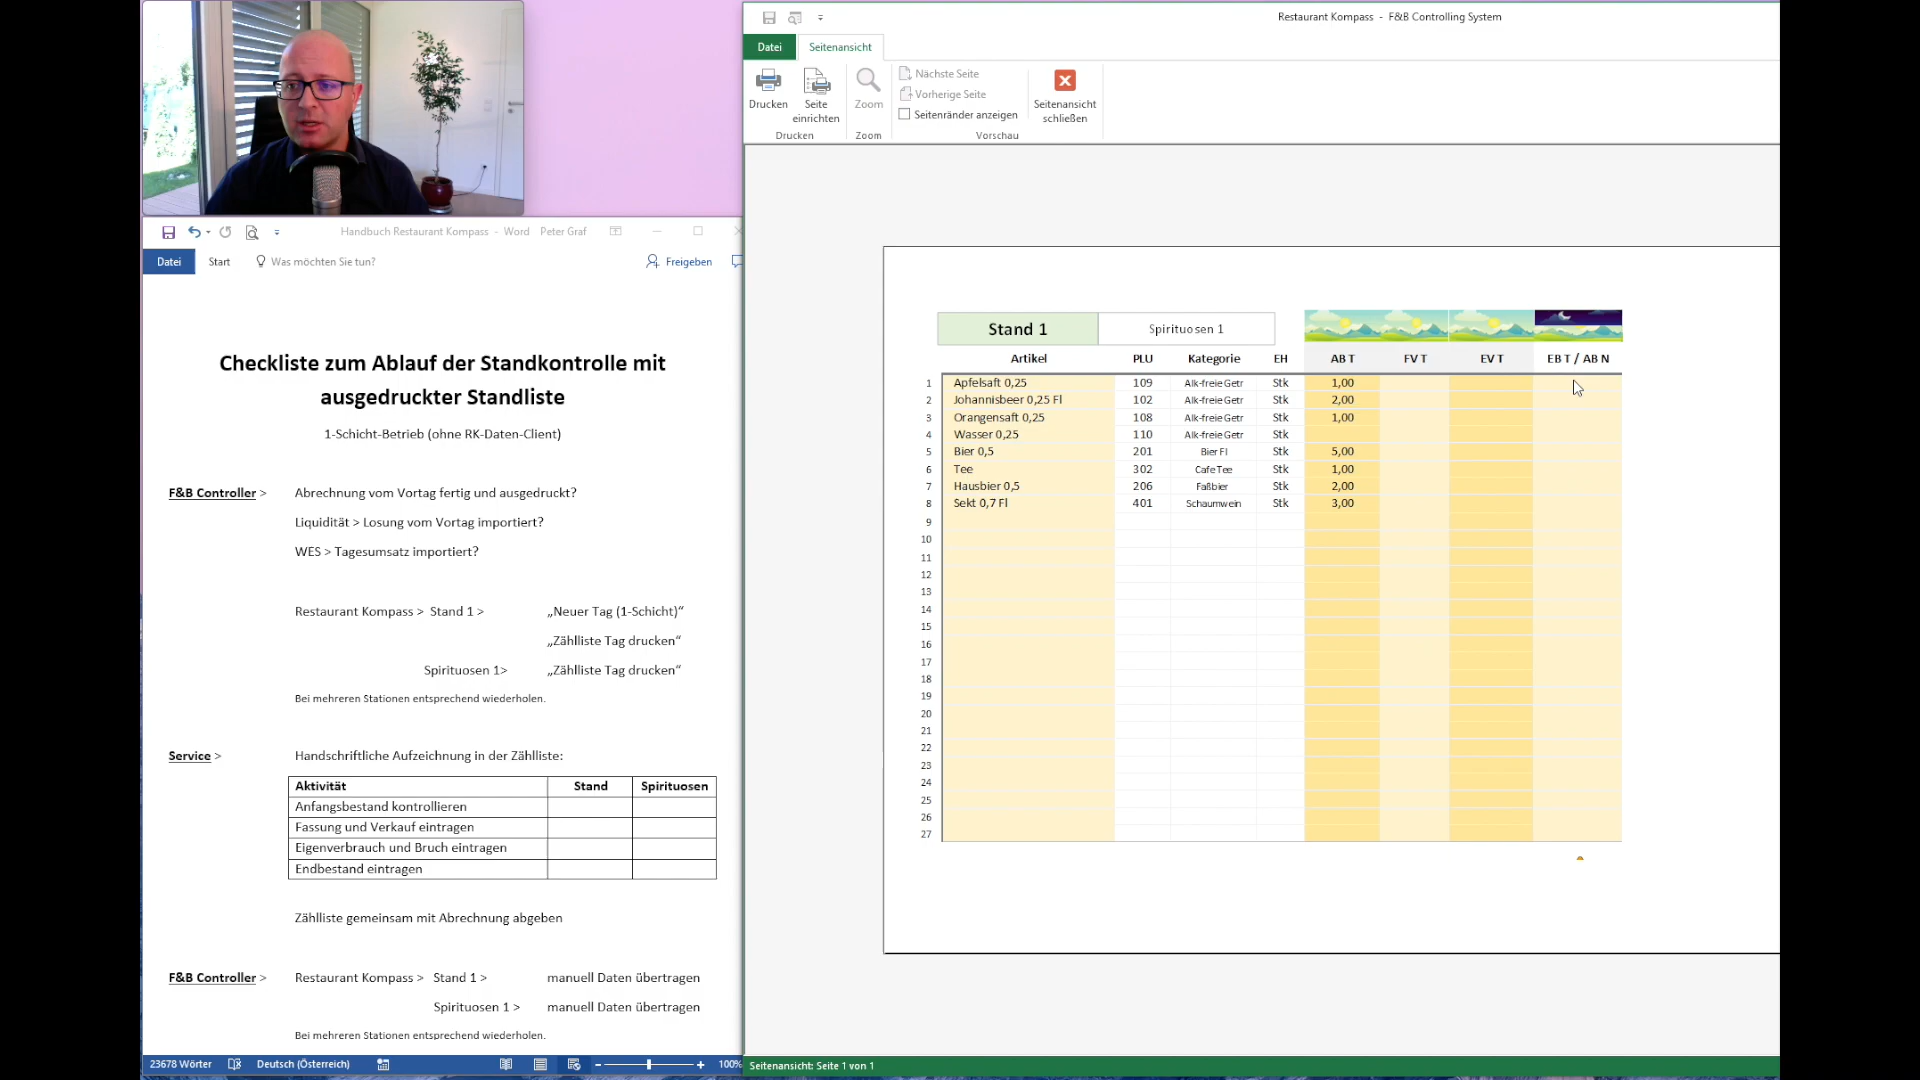 Handbuch Restaurant Kompass - Word Peter Graf
Datei Start Was möchten Sie tun? Freigeben
Checkliste zum Ablauf der Standkontrolle mit
ausgedruckter Standliste
1-Schicht-Betrieb (ohne RK-Daten-Client)
F&B Controller > Abrechnung vom Vortag fertig und ausgedruckt?
Liquidität > Losung vom Vortag importiert?
WES > Tagesumsatz importiert?
Restaurant Kompass > Stand 1 > „Neuer Tag (1-Schicht)“
„Zählliste Tag drucken“
Spirituosen 1> „Zählliste Tag drucken“
Bei mehreren Stationen entsprechend wiederholen.
Service > Handschriftliche Aufzeichnung in der Zählliste:
Aktivität Stand Spirituosen
Anfangsbestand kontrollieren
Fassung und Verkauf eintragen
Eigenverbrauch und Bruch eintragen
Endbestand eintragen
Zählliste gemeinsam mit Abrechnung abgeben
F&B Controller > Restaurant Kompass > Stand 1 > manuell Daten übertragen
Spirituosen 1 > manuell Daten übertragen
Bei mehreren Stationen entsprechend wiederholen.
23678 Wörter Deutsch (Österreich) 100%
Restaurant Kompass - F&B Controlling System
Datei Seitenansicht
Drucken
Seite
einrichten
Drucken
Zoom
Zoom
Nächste Seite
Vorherige Seite
Seitenränder anzeigen
Vorschau
Seitenansicht
schließen
Stand 1 Spirituosen 1
Artikel PLU Kategorie EH AB T FV T EV T EB T / AB N
1 Apfelsaft 0,25 109 Alk-freie Getr Stk 1,00
2 Johannisbeer 0,25 Fl 102 Alk-freie Getr Stk 2,00
3 Orangensaft 0,25 108 Alk-freie Getr Stk 1,00
4 Wasser 0,25 110 Alk-freie Getr Stk
5 Bier 0,5 201 Bier Fl Stk 5,00
6 Tee 302 Cafe Tee Stk 1,00
7 Hausbier 0,5 206 Faßbier Stk 2,00
8 Sekt 0,7 Fl 401 Schaumwein Stk 3,00
9
10
11
12
13
14
15
16
17
18
19
20
21
22
23
24
25
26
27
Seitenansicht: Seite 1 von 1